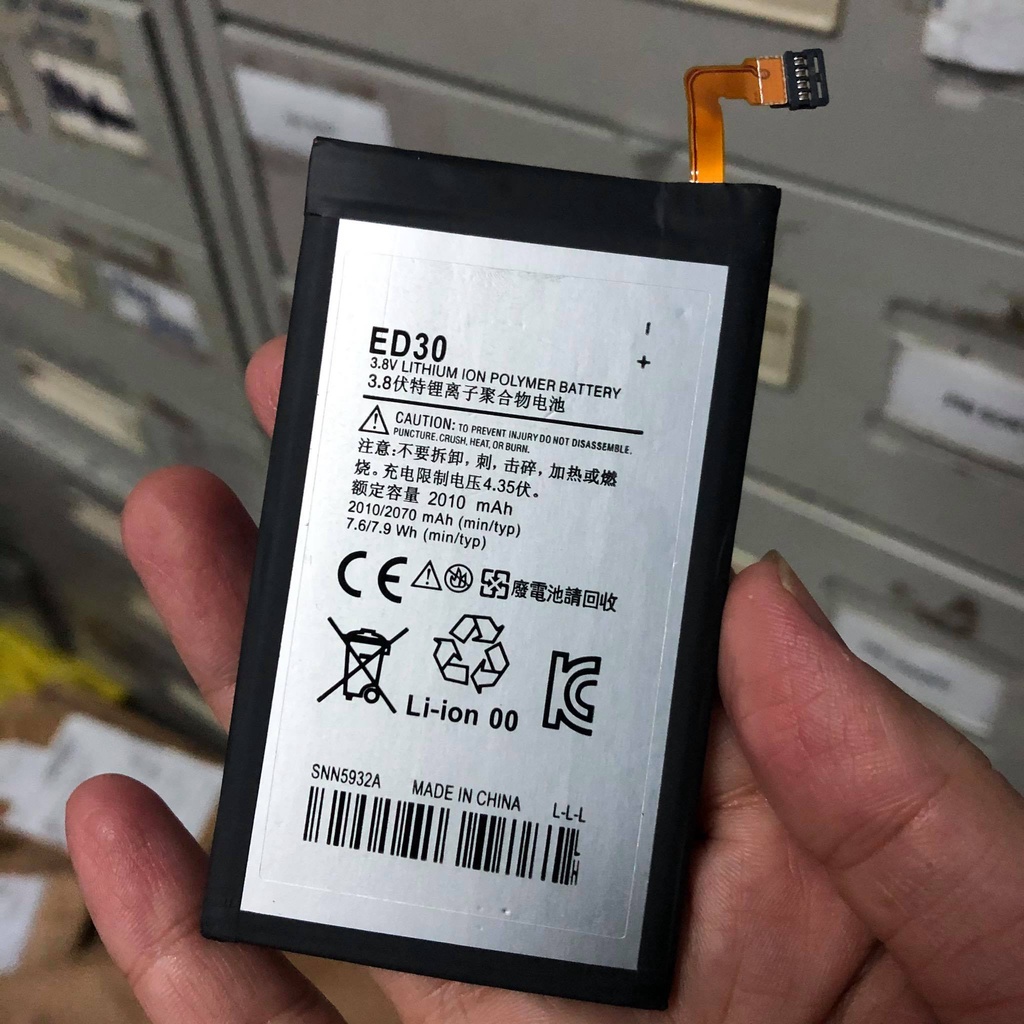 ED30
3.8V LITHIUM ION POLYMER BATTERY
3.8伏特锂离子聚合物电池
CAUTION: TO PREVENT INJURY DO NOT DISASSEMBLE.
PUNCTURE. CRUSH, HEAT, OR BURN.
注意:不要拆卸,刺,击碎,加热或燃
烧。充电限制电压4.35伏。
额定容量 2010 mAh
2010/2070 mAh (min/typ)
7.6/7.9 Wh (min/typ)
CE
廢電池請回收
Li-ion 00
SNN5932A MADE IN CHINA L-L-L
LH